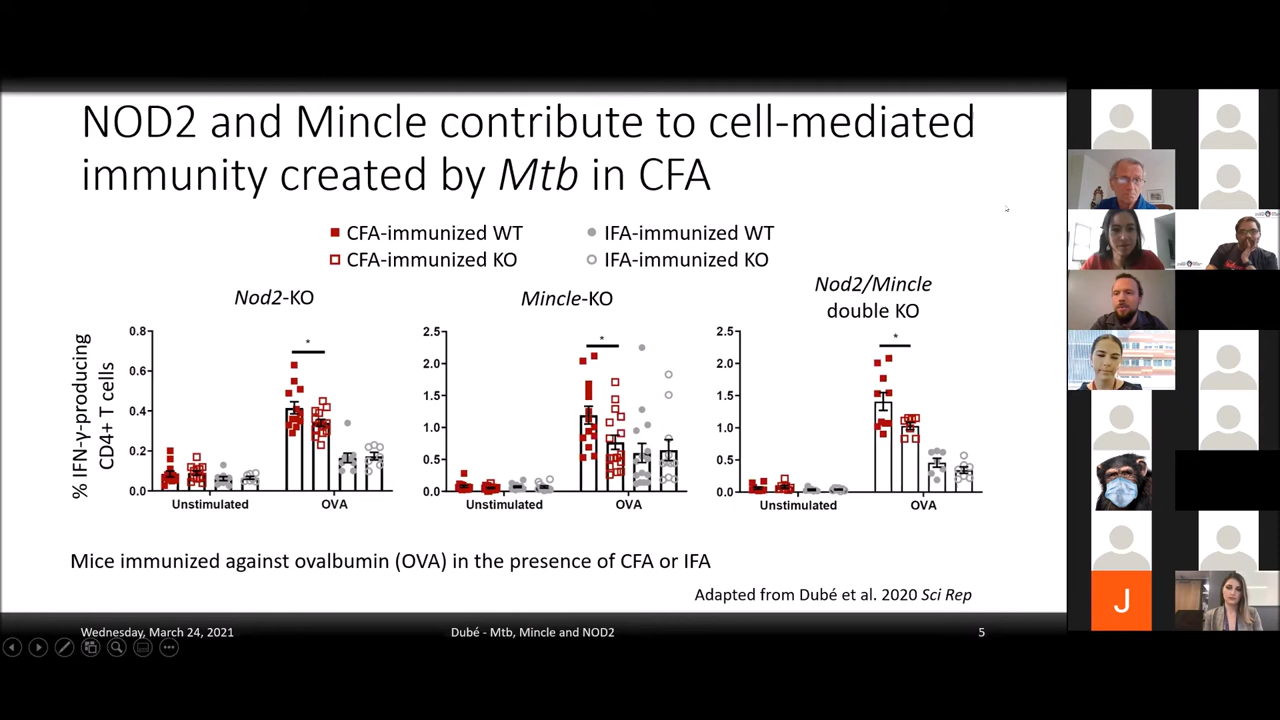 NOD2 and Mincle contribute to cell-mediated
immunity created by Mtb in CFA
CFA-immunized WT
IFA-immunized WT
CFA-immunized KO
IFA-immunized KO
Nod2-KO
Mincle-KO
Nod2/Mincle
double KO
% IFN-γ-producing
CD4+ T cells
0.8
0.6
0.4
0.2
0.0
*
Unstimulated
OVA
2.5
2.0
1.5
1.0
0.5
0.0
*
Unstimulated
OVA
2.5
2.0
1.5
1.0
0.5
0.0
*
Unstimulated
OVA
Mice immunized against ovalbumin (OVA) in the presence of CFA or IFA
Adapted from Dubé et al. 2020 Sci Rep
Wednesday, March 24, 2021
Dubé - Mtb, Mincle and NOD2
5
J